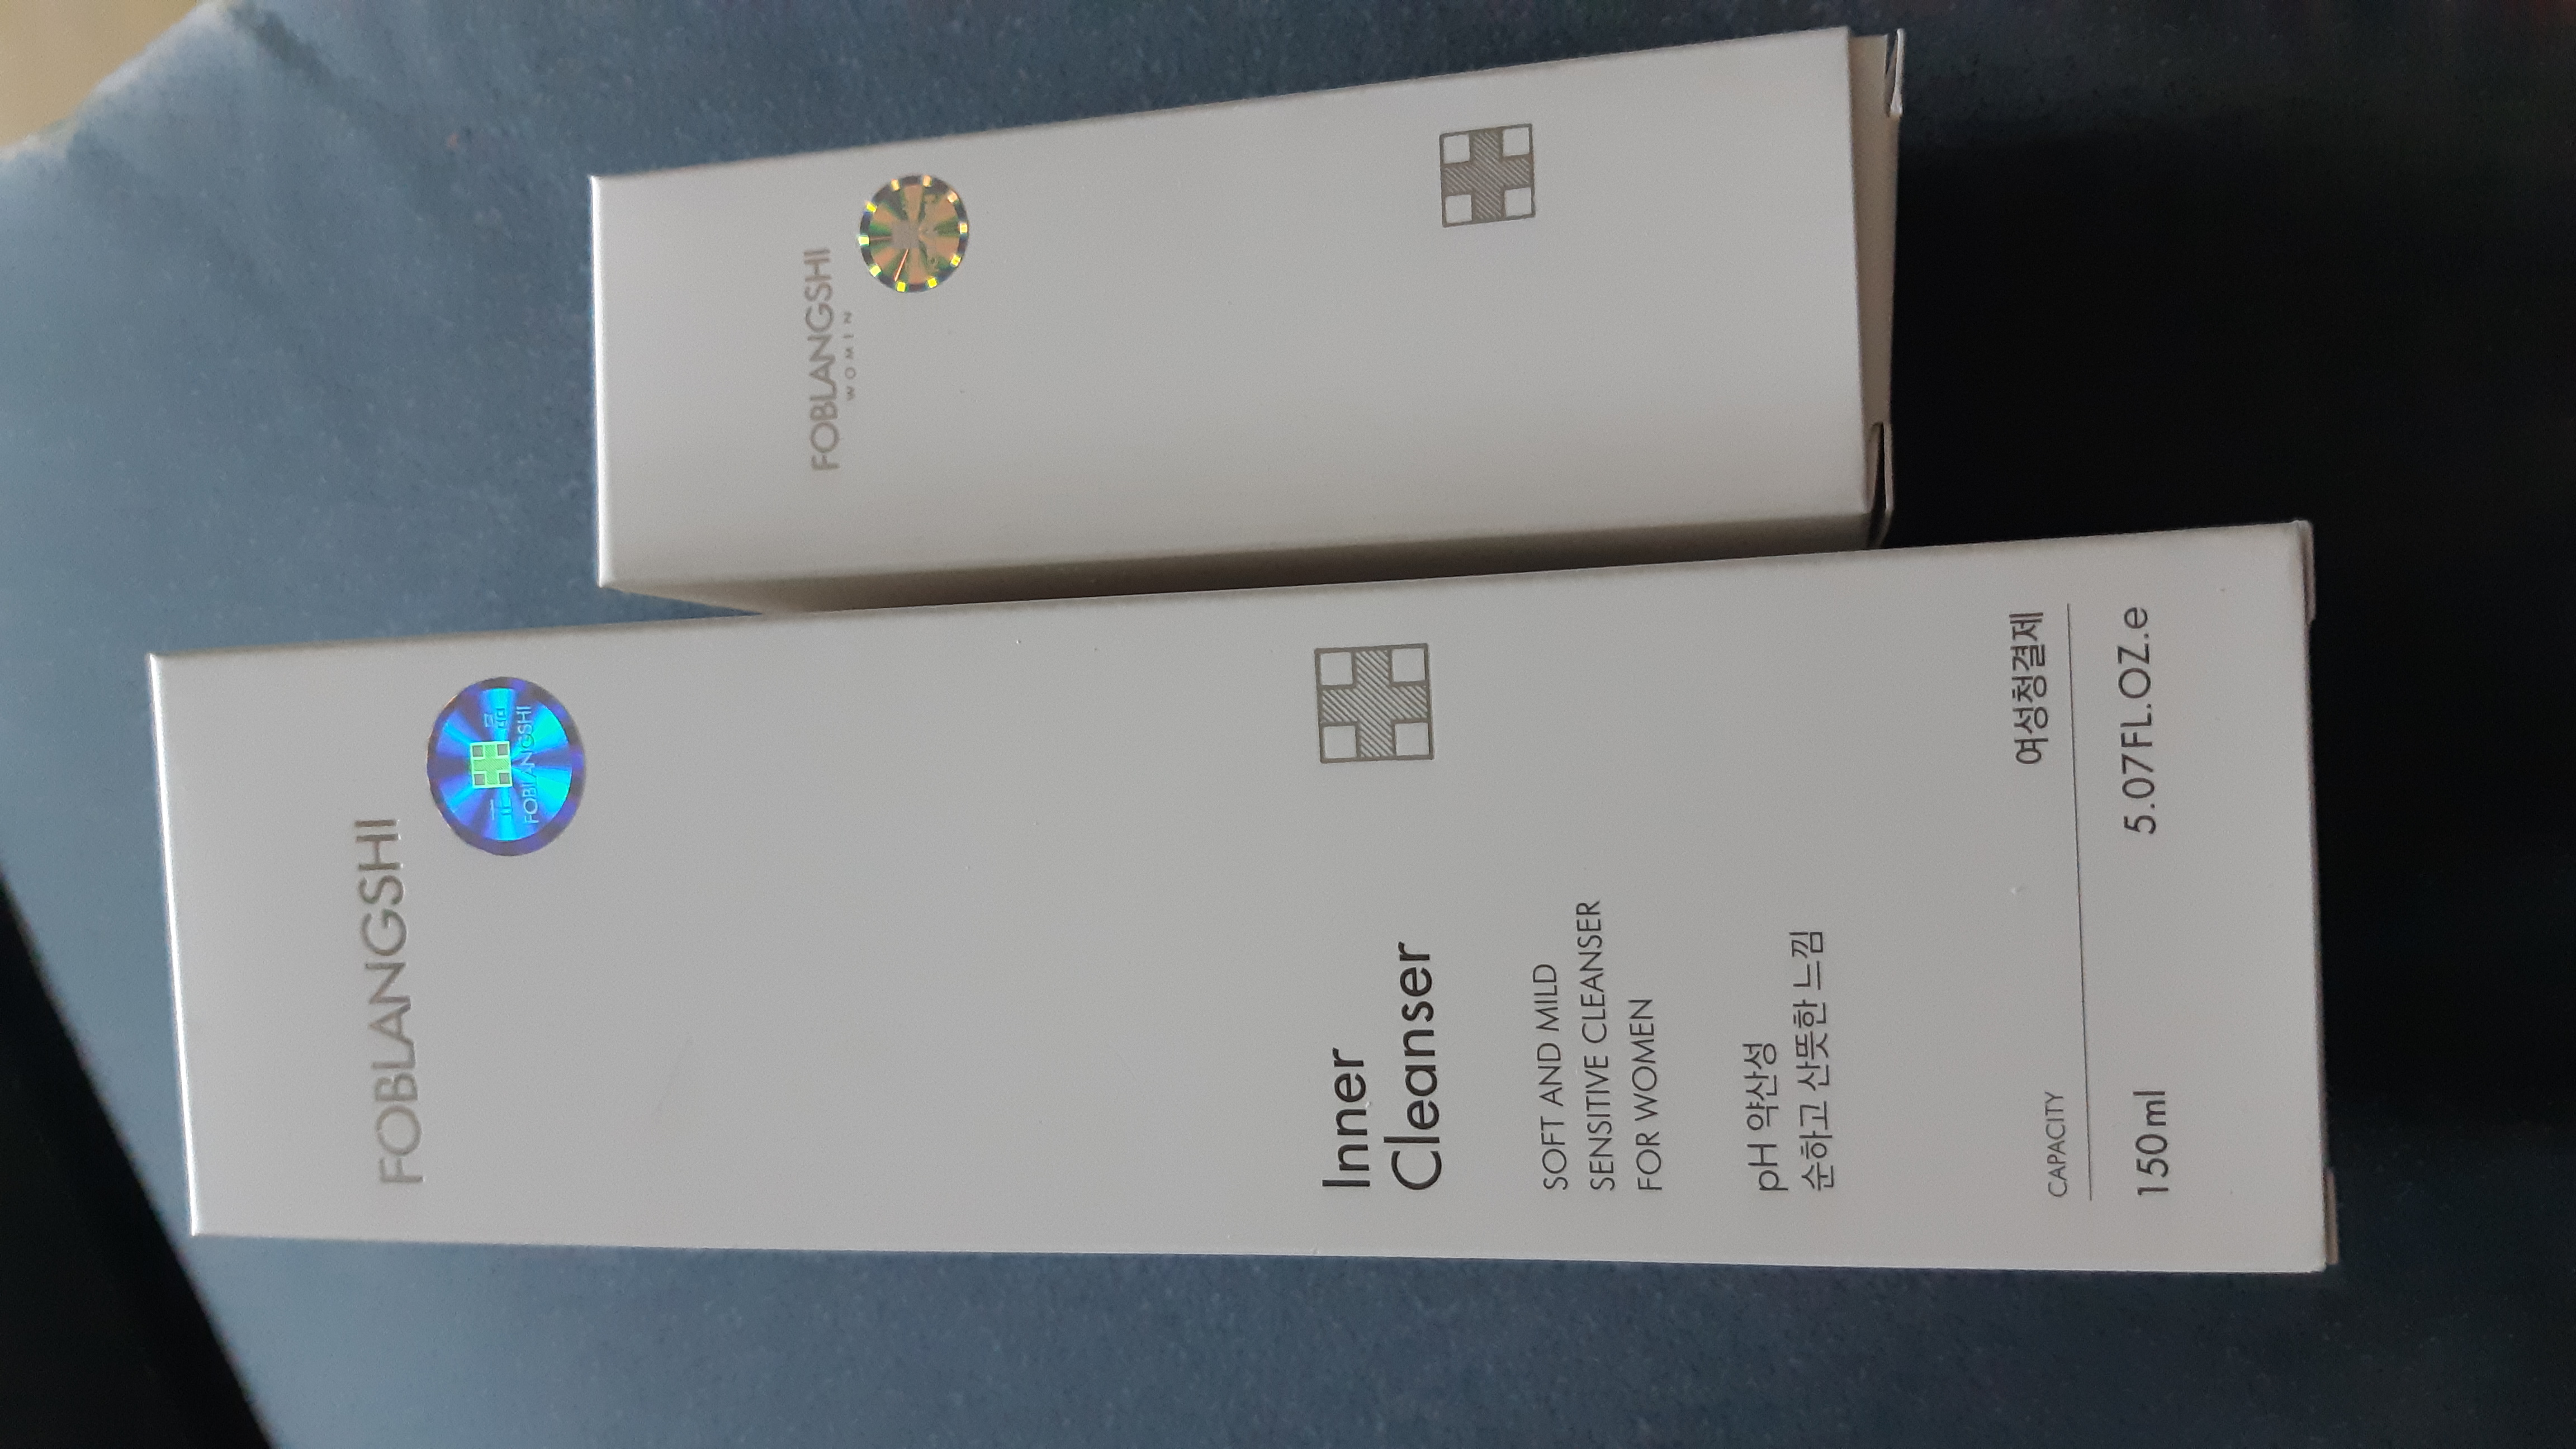 FOBLANGSHI
WOMIN
FOBLANGSHI
FOBLANGSHI
Inner
Cleanser
SOFT AND MILD
SENSITIVE CLEANSER
FOR WOMEN
pH 약산성
순하고 산뜻한 느낌
CAPACITY 여성청결제
150ml 5.07FL.OZ.e